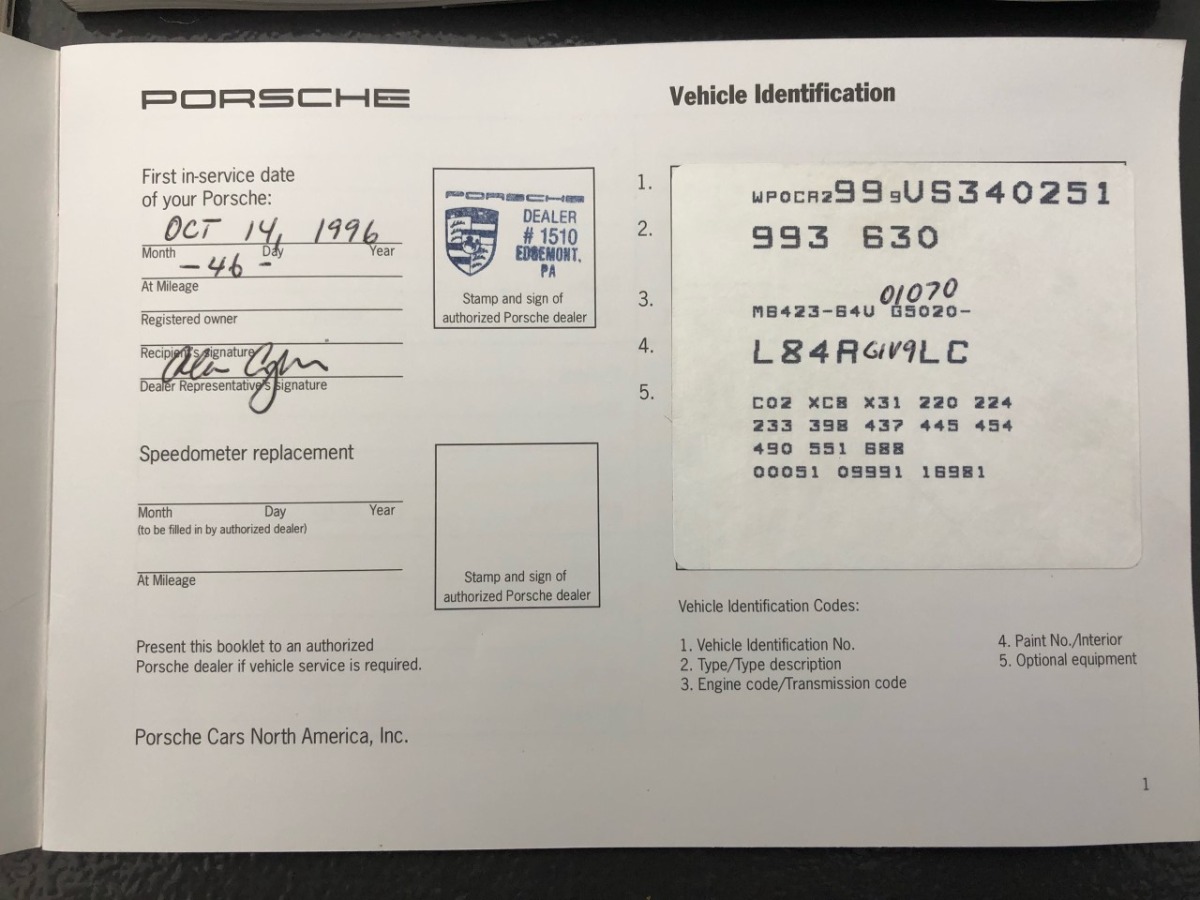 PORSCHE
First in-service date
of your Porsche:
OCT 14, 1996
Month Day Year
-46-
At Mileage
Registered owner
Recipient's signature
Dealer Representative's signature
PORSCHE
DEALER
# 1510
EDGEMONT,
PA
Stamp and sign of
authorized Porsche dealer
Speedometer replacement
Month Day Year
(to be filled in by authorized dealer)
At Mileage
Stamp and sign of
authorized Porsche dealer
Present this booklet to an authorized
Porsche dealer if vehicle service is required.
Porsche Cars North America, Inc.
Vehicle Identification
1. WP0CA2999US340251
2. 993 630
01070
3. M6423-64U G5020-
4. L84AGIV9LC
5. C02 XC8 X31 220 224
233 398 437 445 454
490 551 688
00051 09991 16981
Vehicle Identification Codes:
1. Vehicle Identification No.
2. Type/Type description
3. Engine code/Transmission code
4. Paint No./Interior
5. Optional equipment
1